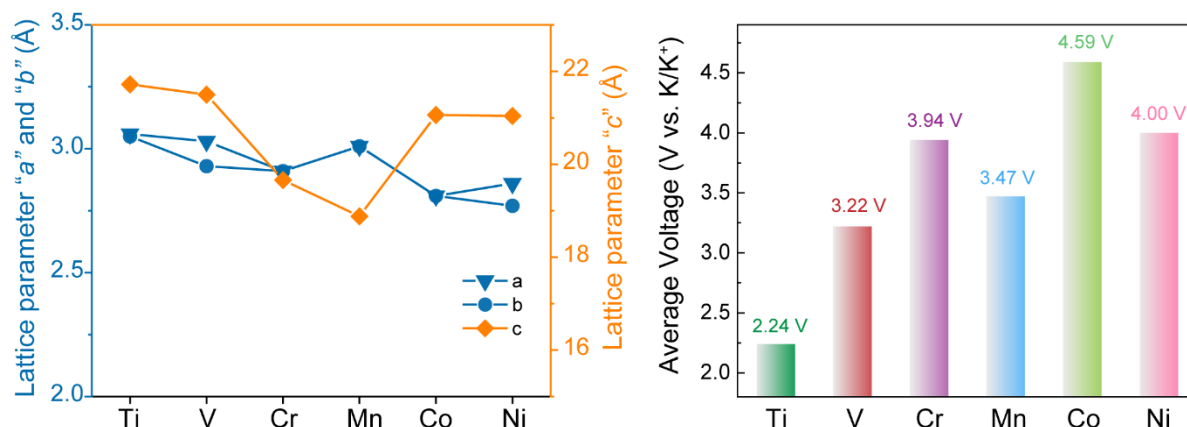 Lattice parameter “a” and “b” (Å)
3.5
3.0
2.5
2.0
Ti V Cr Mn Co Ni
a
b
c
22
20
18
16
Lattice parameter “c” (Å)
Average Voltage (V vs. K/K⁺)
4.5
4.0
3.5
3.0
2.5
2.0
2.24 V
3.22 V
3.94 V
3.47 V
4.59 V
4.00 V
Ti V Cr Mn Co Ni